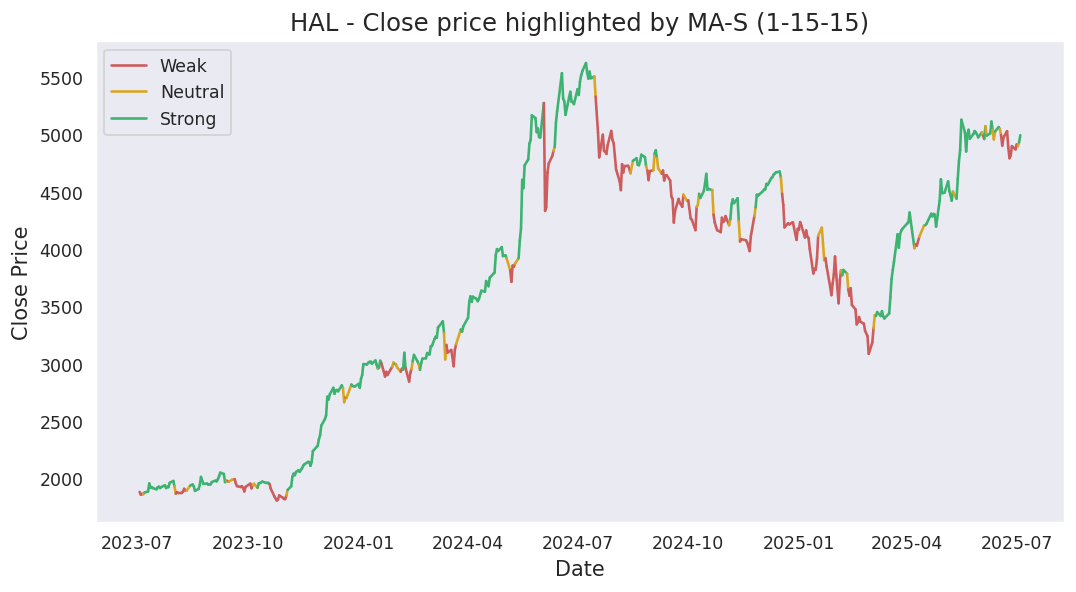 HAL - Close price highlighted by MA-S (1-15-15)
Weak
Neutral
Strong
5500
5000
4500
4000
3500
3000
2500
2000
Close Price
2023-07 2023-10 2024-01 2024-04 2024-07 2024-10 2025-01 2025-04 2025-07
Date